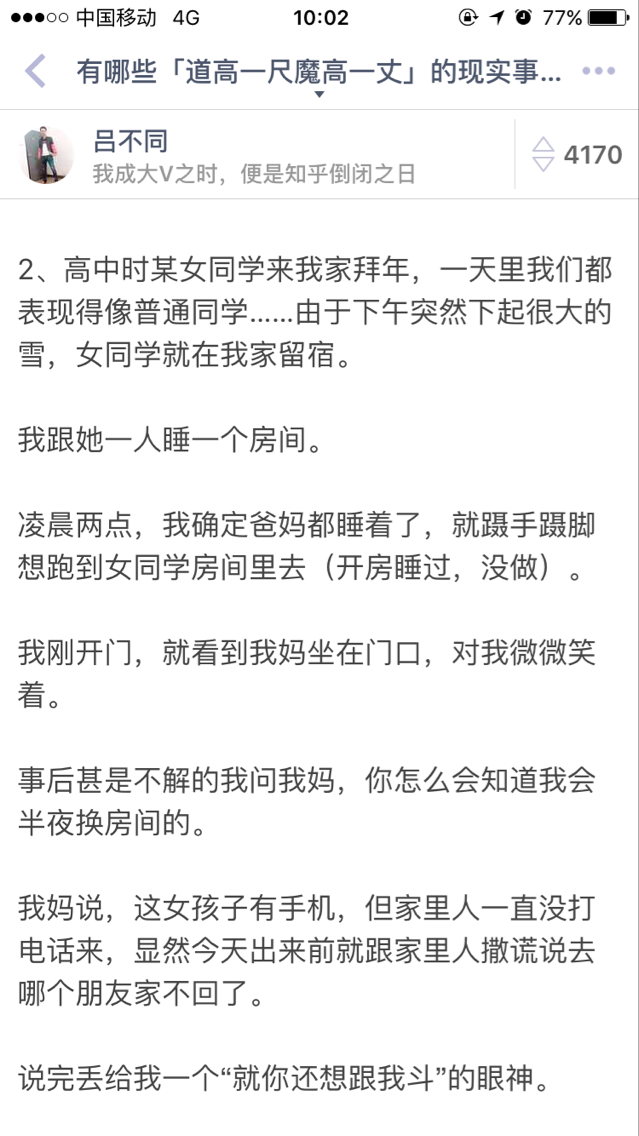 中国移动 4G 10:02 77%
有哪些「道高一尺魔高一丈」的现实事...
吕不同
我成大V之时，便是知乎倒闭之日
4170
2、高中时某女同学来我家拜年，一天里我们都
表现得像普通同学……由于下午突然下起很大的
雪，女同学就在我家留宿。
我跟她一人睡一个房间。
凌晨两点，我确定爸妈都睡着了，就蹑手蹑脚
想跑到女同学房间里去（开房睡过，没做）。
我刚开门，就看到我妈坐在门口，对我微微笑
着。
事后甚是不解的我问我妈，你怎么会知道我会
半夜换房间的。
我妈说，这女孩子有手机，但家里人一直没打
电话来，显然今天出来前就跟家里人撒谎说去
哪个朋友家不回了。
说完丢给我一个“就你还想跟我斗”的眼神。